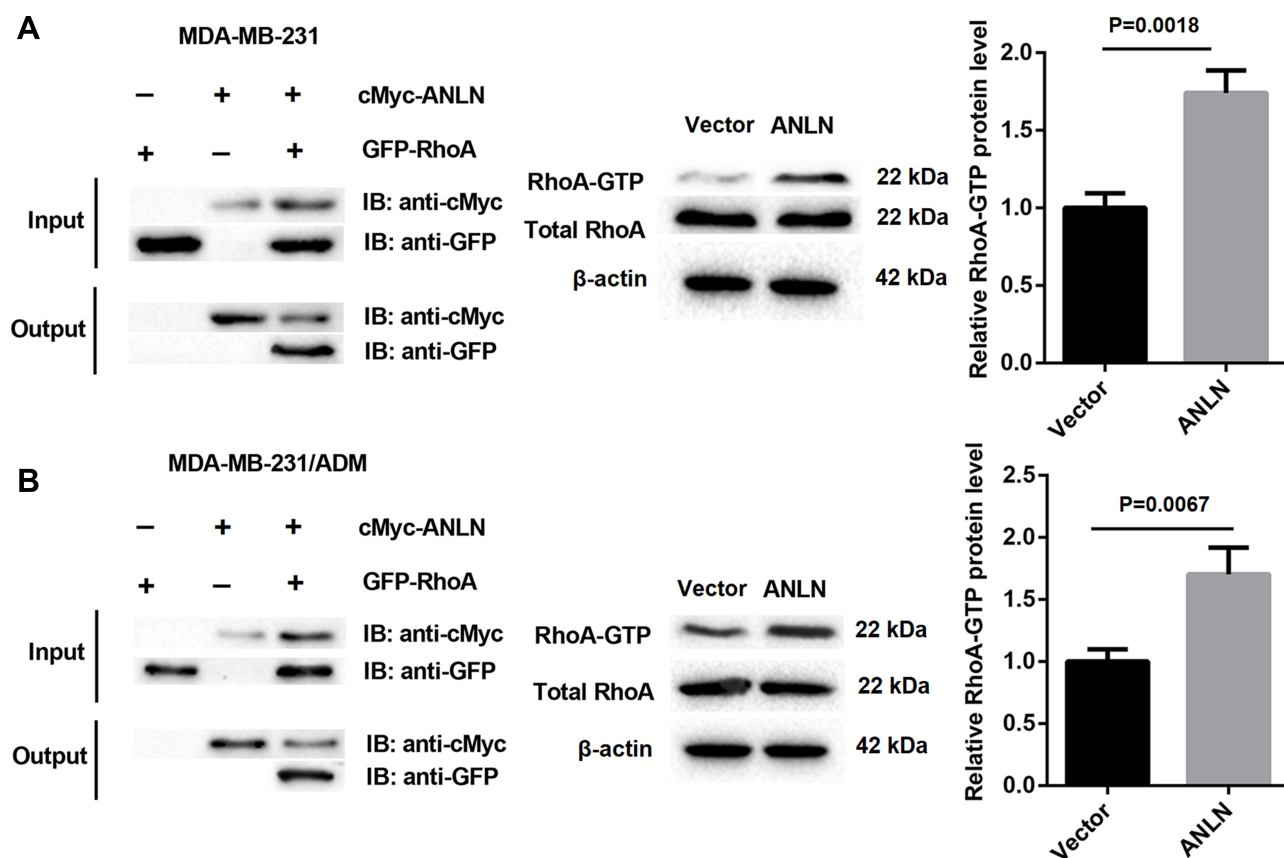 A
MDA-MB-231
– + + cMyc-ANLN
+ – + GFP-RhoA
Input
IB: anti-cMyc
IB: anti-GFP
Output
IB: anti-cMyc
IB: anti-GFP
Vector ANLN
RhoA-GTP 22 kDa
Total RhoA 22 kDa
β-actin 42 kDa
Relative RhoA-GTP protein level
P=0.0018
2.0
1.5
1.0
0.5
0.0
Vector
ANLN
B
MDA-MB-231/ADM
– + + cMyc-ANLN
+ – + GFP-RhoA
Input
IB: anti-cMyc
IB: anti-GFP
Output
IB: anti-cMyc
IB: anti-GFP
Vector ANLN
RhoA-GTP 22 kDa
Total RhoA 22 kDa
β-actin 42 kDa
Relative RhoA-GTP protein level
P=0.0067
2.5
2.0
1.5
1.0
0.5
0.0
Vector
ANLN